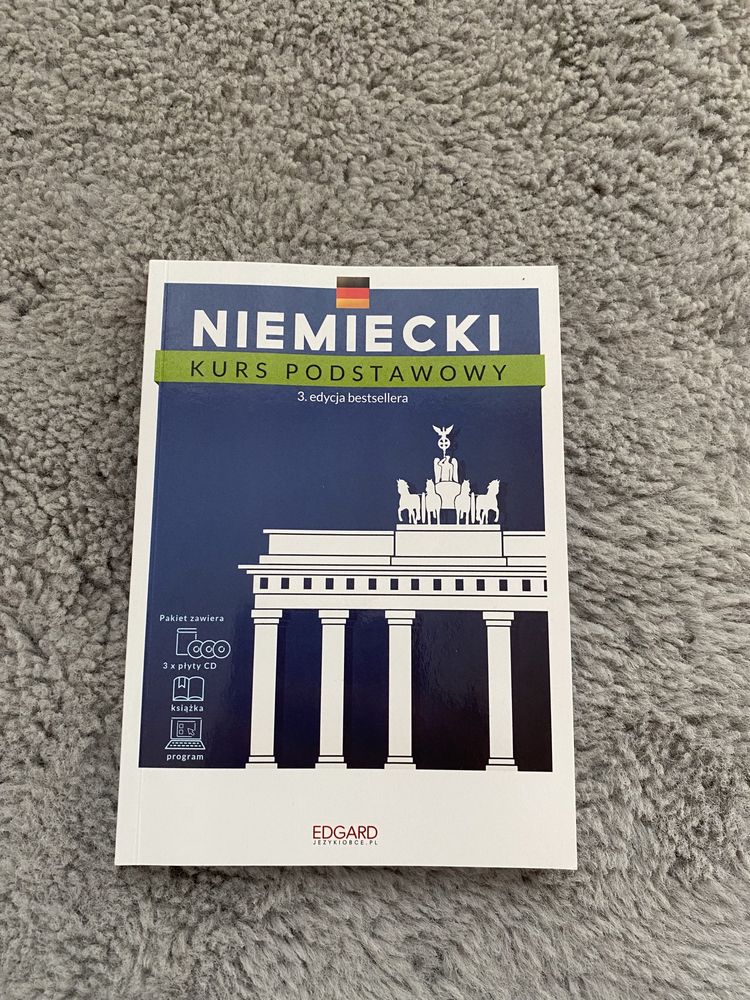 NIEMIECKI
KURS PODSTAWOWY
3. edycja bestsellera
Pakiet zawiera
3 x płyty CD
książka
program
EDGARD
JEZYKIOBCE.PL